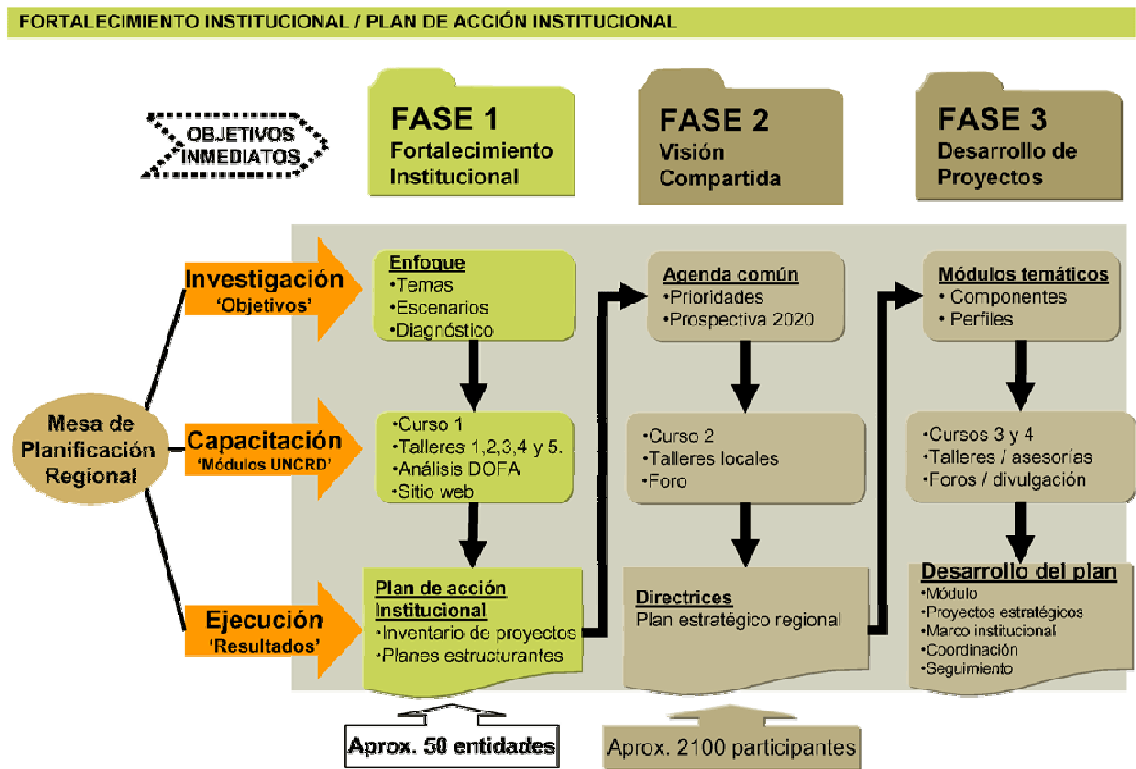 FORTALECIMIENTO INSTITUCIONAL / PLAN DE ACCIÓN INSTITUCIONAL
OBJETIVOS
INMEDIATOS
FASE 1
Fortalecimiento
Institucional
FASE 2
Visión
Compartida
FASE 3
Desarrollo de
Proyectos
Mesa de
Planificación
Regional
Investigación
'Objetivos'
Enfoque
•Temas
•Escenarios
•Diagnóstico
Agenda común
•Prioridades
•Prospectiva 2020
Módulos temáticos
• Componentes
• Perfiles
Capacitación
'Módulos UNCRD'
•Curso 1
•Talleres 1,2,3,4 y 5.
•Análisis DOFA
•Sitio web
•Curso 2
•Talleres locales
•Foro
•Cursos 3 y 4
•Talleres / asesorías
•Foros / divulgación
Ejecución
'Resultados'
Plan de acción
Institucional
•Inventario de proyectos
•Planes estructurantes
Directrices
Plan estratégico regional
Desarrollo del plan
•Módulo
•Proyectos estratégicos
•Marco institucional
•Coordinación
•Seguimiento
Aprox. 50 entidades
Aprox. 2100 participantes